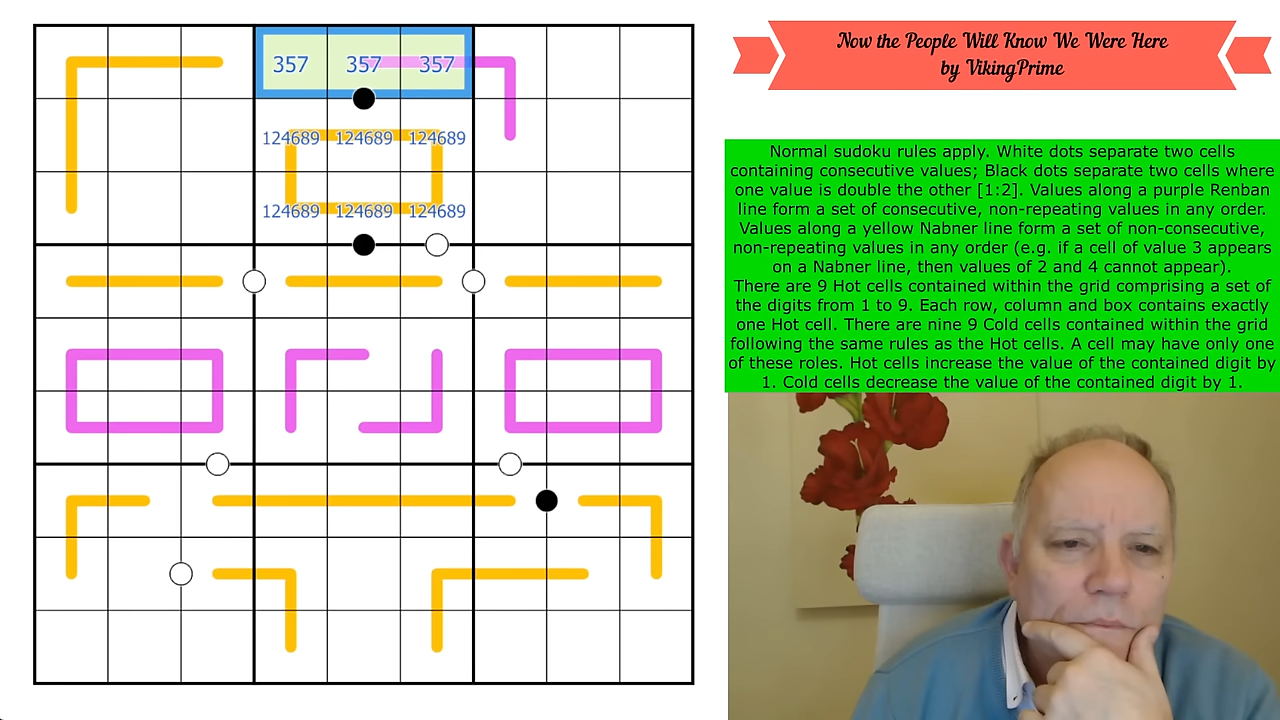 Now the People Will Know We Were Here
by VikingPrime
357 357 357
124689 124689 124689
124689 124689 124689
Normal sudoku rules apply. White dots separate two cells
containing consecutive values; Black dots separate two cells where
one value is double the other [1:2]. Values along a purple Renban
line form a set of consecutive, non-repeating values in any order.
Values along a yellow Nabner line form a set of non-consecutive,
non-repeating values in any order (e.g. if a cell of value 3 appears
on a Nabner line, then values of 2 and 4 cannot appear).
There are 9 Hot cells contained within the grid comprising a set of
the digits from 1 to 9. Each row, column and box contains exactly
one Hot cell. There are nine 9 Cold cells contained within the grid
following the same rules as the Hot cells. A cell may have only one
of these roles. Hot cells increase the value of the contained digit by
1. Cold cells decrease the value of the contained digit by 1.